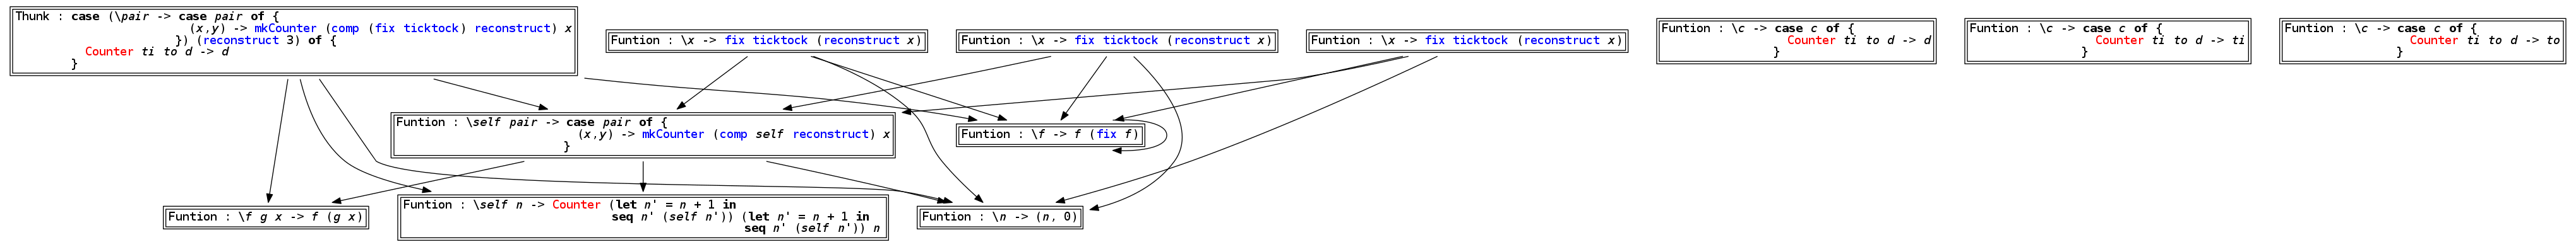 Thunk : case (\pair -> case pair of {
(x,y) -> mkCounter (comp (fix ticktock) reconstruct) x
}) (reconstruct 3) of {
Counter ti to d -> d
}
Funtion : \x -> fix ticktock (reconstruct x)
Funtion : \x -> fix ticktock (reconstruct x)
Funtion : \x -> fix ticktock (reconstruct x)
Funtion : \c -> case c of {
Counter ti to d -> d
}
Funtion : \c -> case c of {
Counter ti to d -> ti
}
Funtion : \c -> case c of {
Counter ti to d -> to
}
Funtion : \self pair -> case pair of {
(x,y) -> mkCounter (comp self reconstruct) x
}
Funtion : \f -> f (fix f)
Funtion : \f g x -> f (g x)
Funtion : \self n -> Counter (let n' = n + 1 in
seq n' (self n')) (let n' = n + 1 in
seq n' (self n')) n
Funtion : \n -> (n, 0)